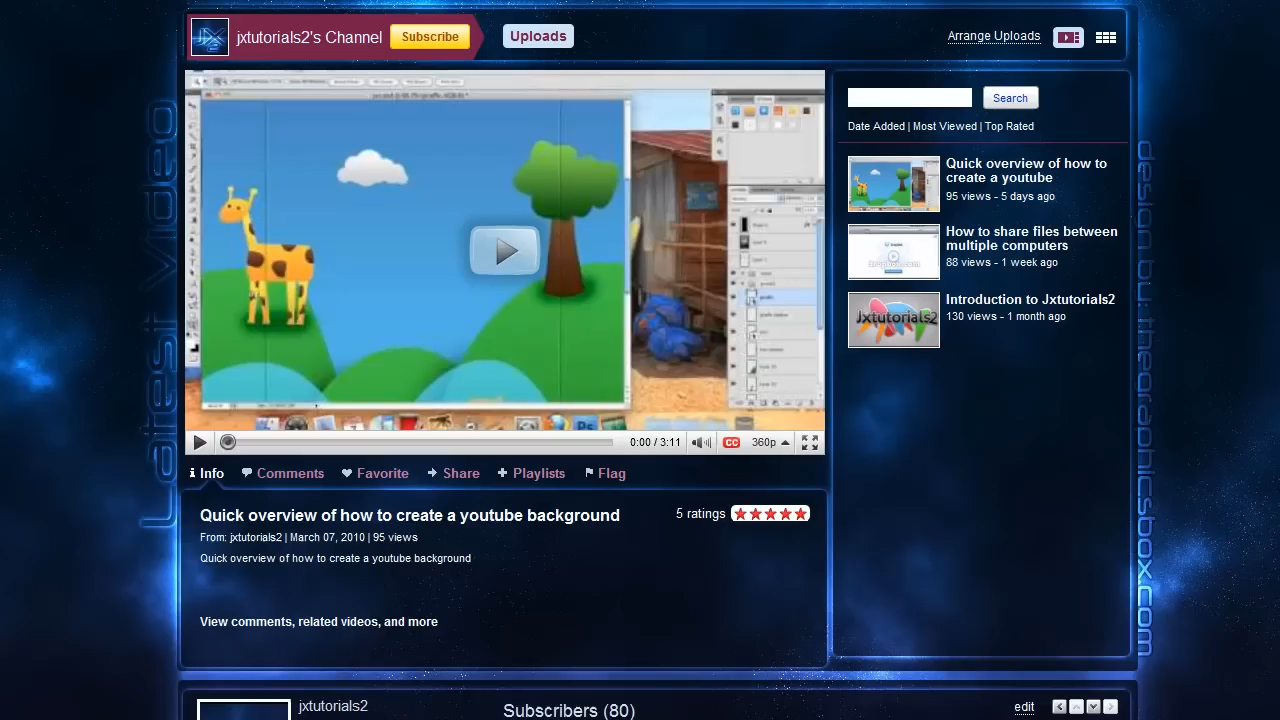 jxtutorials2's Channel Subscribe Uploads
Arrange Uploads
Latest video
Search
Date Added | Most Viewed | Top Rated
Quick overview of how to
create a youtube
95 views - 5 days ago
How to share files between
multiple computers
88 views - 1 week ago
Jxtutorials2
Introduction to Jxtutorials2
130 views - 1 month ago
0:00 / 3:11 CC 360p
Info Comments Favorite Share Playlists Flag
Quick overview of how to create a youtube background
5 ratings
From: jxtutorials2 | March 07, 2010 | 95 views
Quick overview of how to create a youtube background
View comments, related videos, and more
jxtutorials2
Subscribers (80)
edit